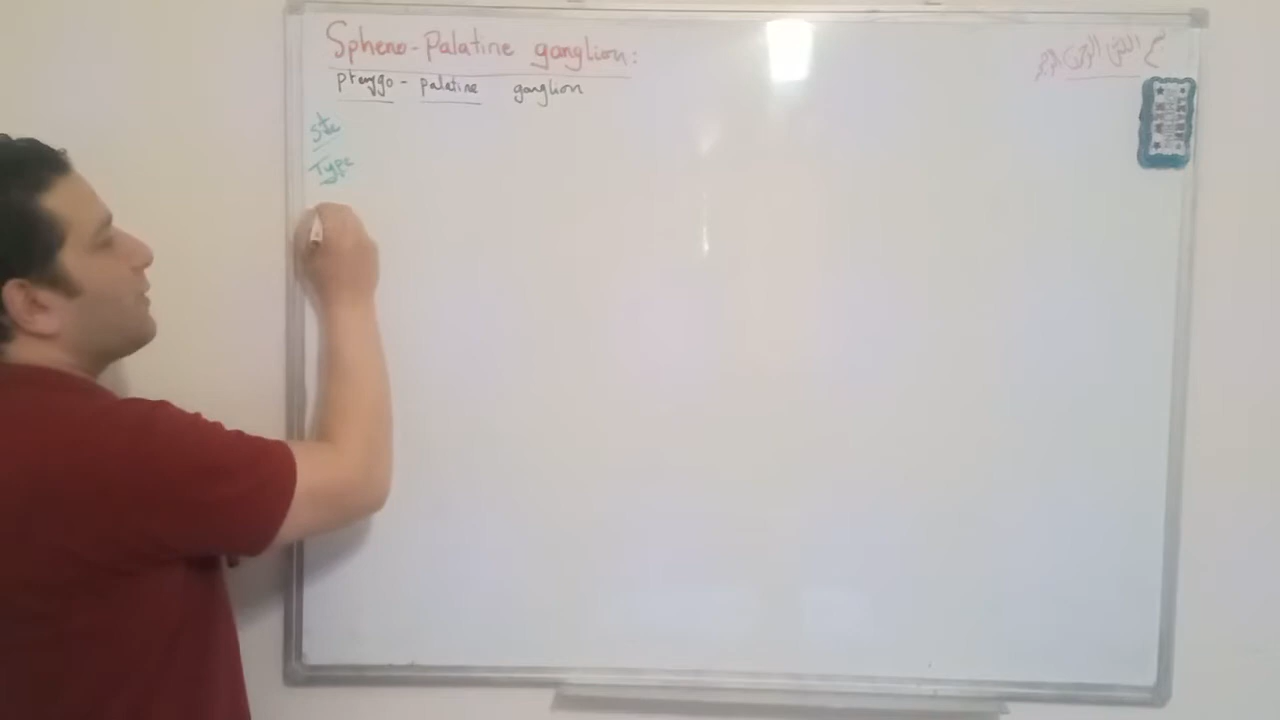 Spheno-Palatine ganglion:
pterygo-palatine ganglion
Site
Type